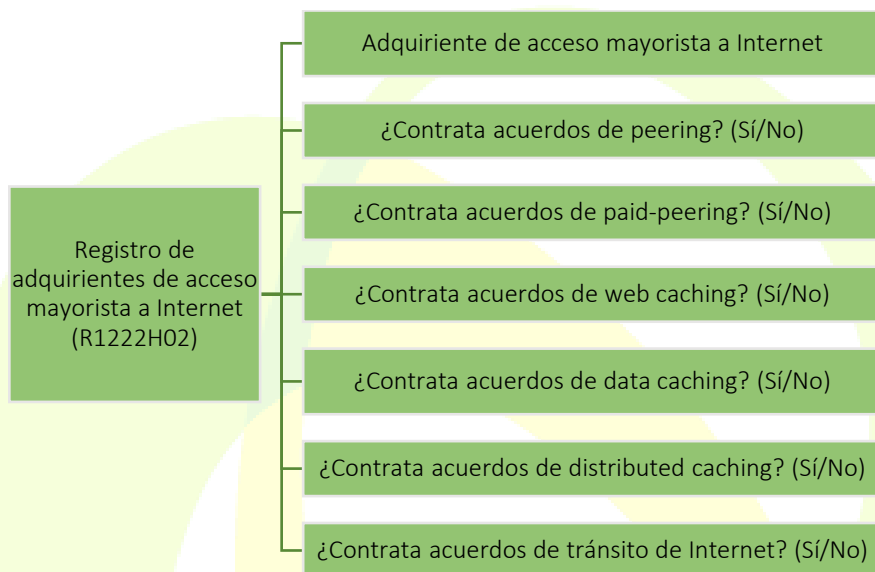 Registro de
adquirientes de acceso
mayorista a Internet
(R1222H02)
Adquiriente de acceso mayorista a Internet
¿Contrata acuerdos de peering? (Sí/No)
¿Contrata acuerdos de paid-peering? (Sí/No)
¿Contrata acuerdos de web caching? (Sí/No)
¿Contrata acuerdos de data caching? (Sí/No)
¿Contrata acuerdos de distributed caching? (Sí/No)
¿Contrata acuerdos de tránsito de Internet? (Sí/No)